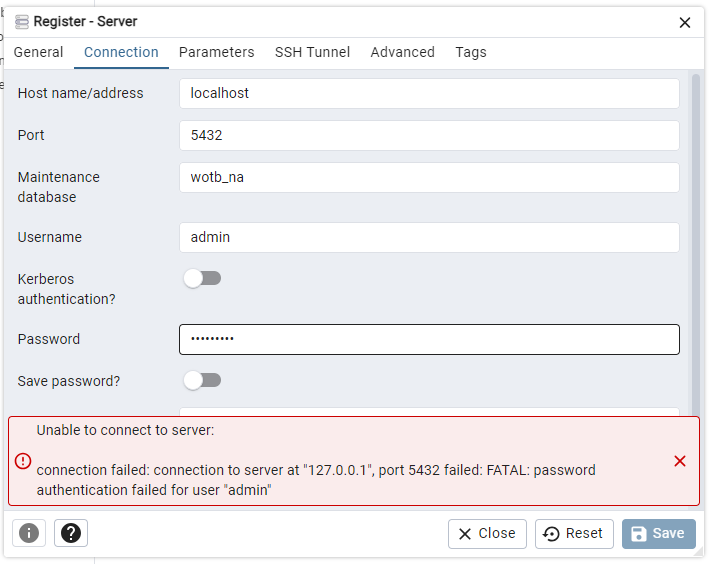 Register - Server
General Connection Parameters SSH Tunnel Advanced Tags
Host name/address
localhost
Port
5432
Maintenance
database
wotb_na
Username
admin
Kerberos
authentication?
Password
•••••••••
Save password?
Unable to connect to server:
connection failed: connection to server at "127.0.0.1", port 5432 failed: FATAL: password
authentication failed for user "admin"
Close Reset Save